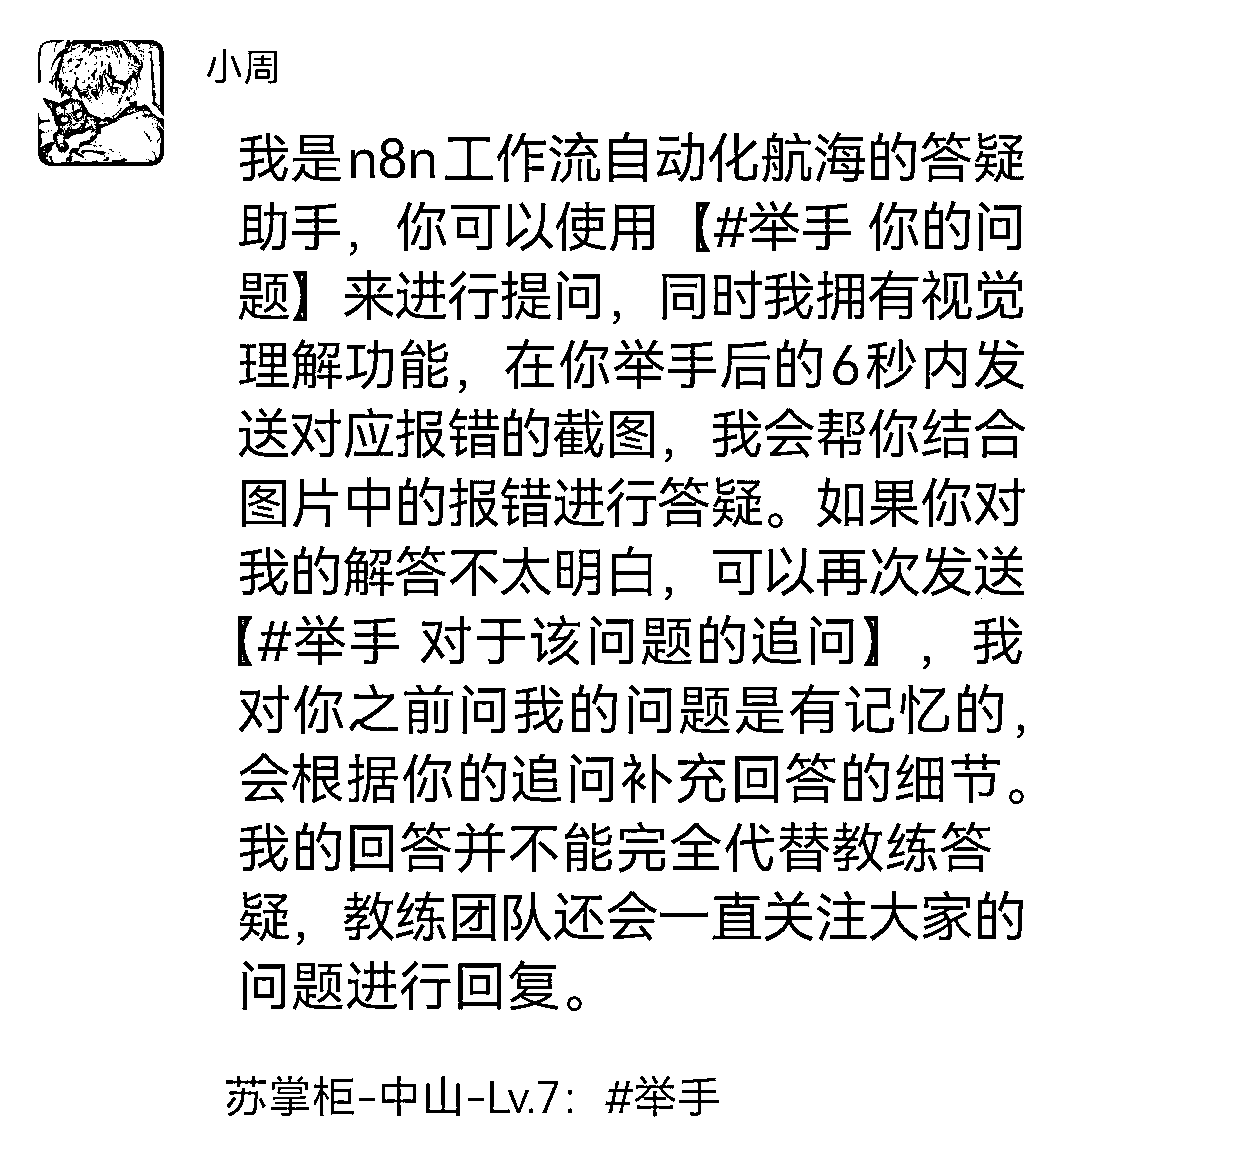 小周
我是n8n工作流自动化航海的答疑
助手，你可以使用【#举手 你的问
题】来进行提问，同时我拥有视觉
理解功能，在你举手后的6秒内发
送对应报错的截图，我会帮你结合
图片中的报错进行答疑。如果你对
我的解答不太明白，可以再次发送
【#举手 对于该问题的追问】，我
对你之前问我的问题是有记忆的，
会根据你的追问补充回答的细节。
我的回答并不能完全代替教练答
疑，教练团队还会一直关注大家的
问题进行回复。
苏掌柜-中山-Lv.7：#举手